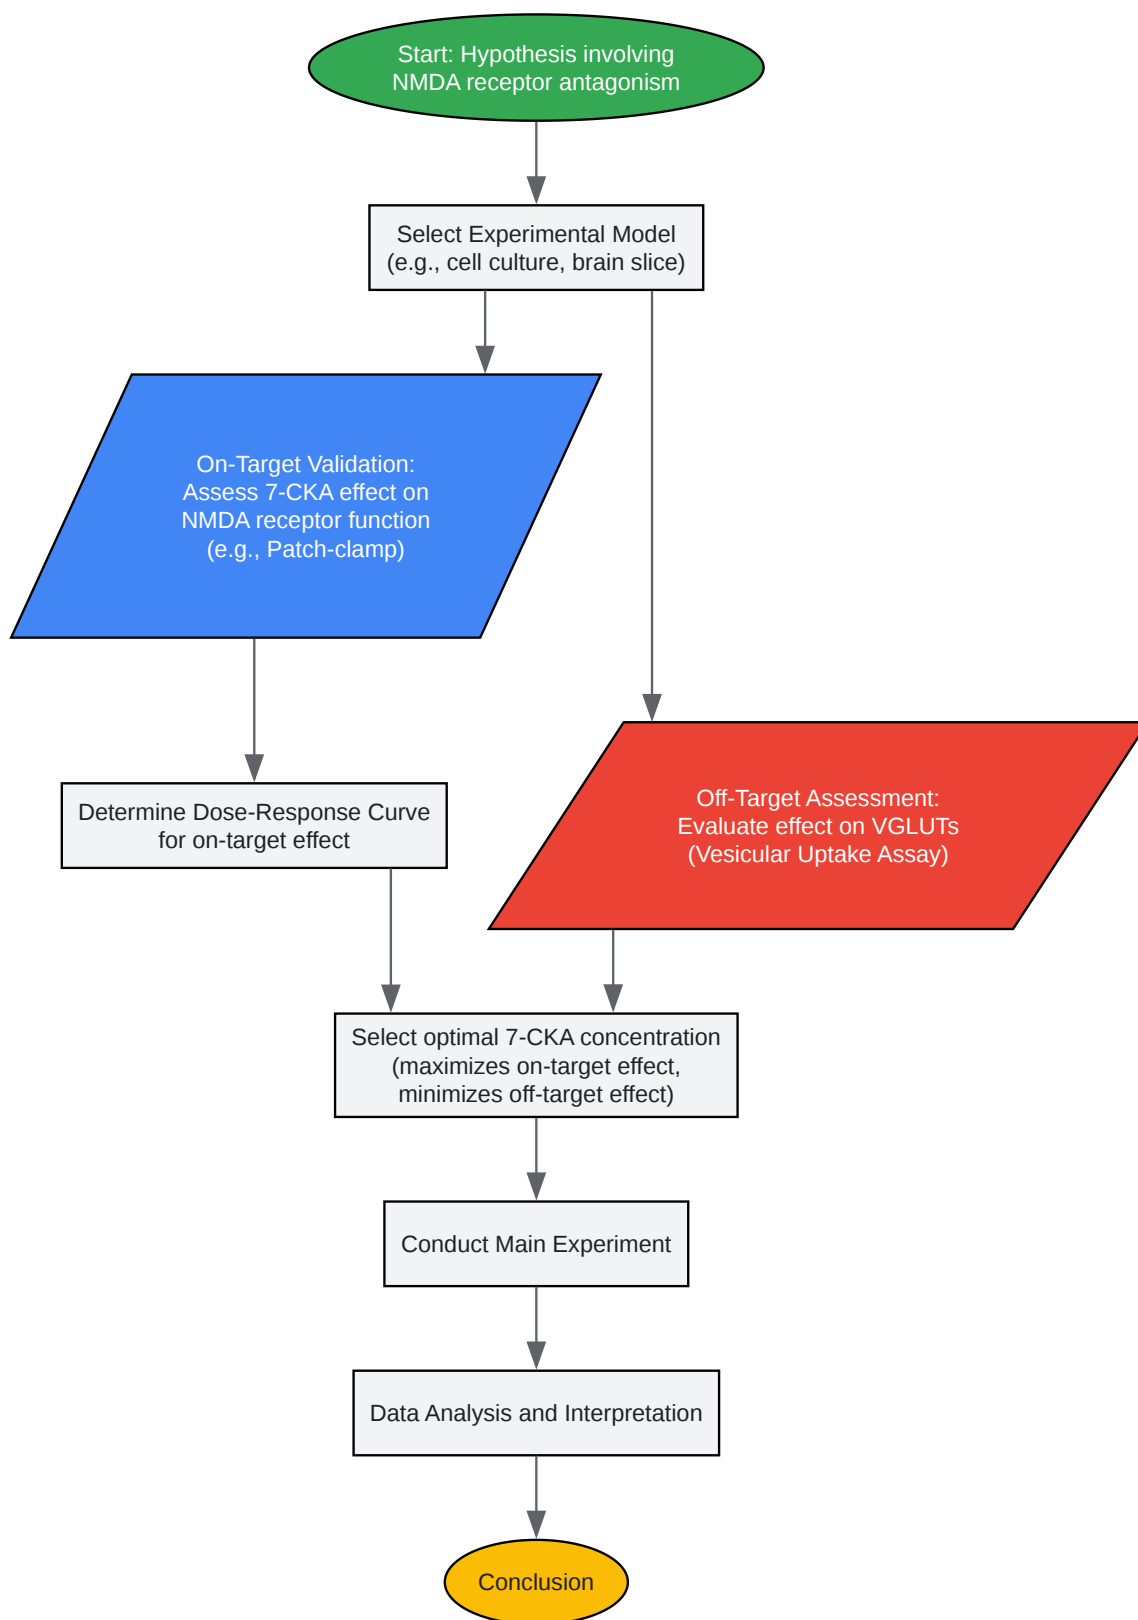 Start: Hypothesis involving
NMDA receptor antagonism
Select Experimental Model
(e.g., cell culture, brain slice)
On-Target Validation:
Assess 7-CKA effect on
NMDA receptor function
(e.g., Patch-clamp)
Determine Dose-Response Curve
for on-target effect
Off-Target Assessment:
Evaluate effect on VGLUTs
(Vesicular Uptake Assay)
Select optimal 7-CKA concentration
(maximizes on-target effect,
minimizes off-target effect)
Conduct Main Experiment
Data Analysis and Interpretation
Conclusion